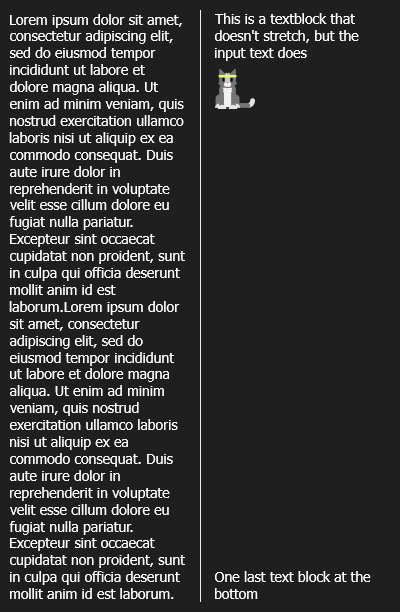 Lorem ipsum dolor sit amet,
consectetur adipiscing elit,
sed do eiusmod tempor
incididunt ut labore et
dolore magna aliqua. Ut
enim ad minim veniam, quis
nostrud exercitation ullamco
laboris nisi ut aliquip ex ea
commodo consequat. Duis
aute irure dolor in
reprehenderit in voluptate
velit esse cillum dolore eu
fugiat nulla pariatur.
Excepteur sint occaecat
cupidatat non proident, sunt
in culpa qui officia deserunt
mollit anim id est
laborum.Lorem ipsum dolor
sit amet, consectetur
adipiscing elit, sed do
eiusmod tempor incididunt
ut labore et dolore magna
aliqua. Ut enim ad minim
veniam, quis nostrud
exercitation ullamco laboris
nisi ut aliquip ex ea
commodo consequat. Duis
aute irure dolor in
reprehenderit in voluptate
velit esse cillum dolore eu
fugiat nulla pariatur.
Excepteur sint occaecat
cupidatat non proident, sunt
in culpa qui officia deserunt
mollit anim id est laborum.
This is a textblock that
doesn't stretch, but the
input text does
One last text block at the
bottom